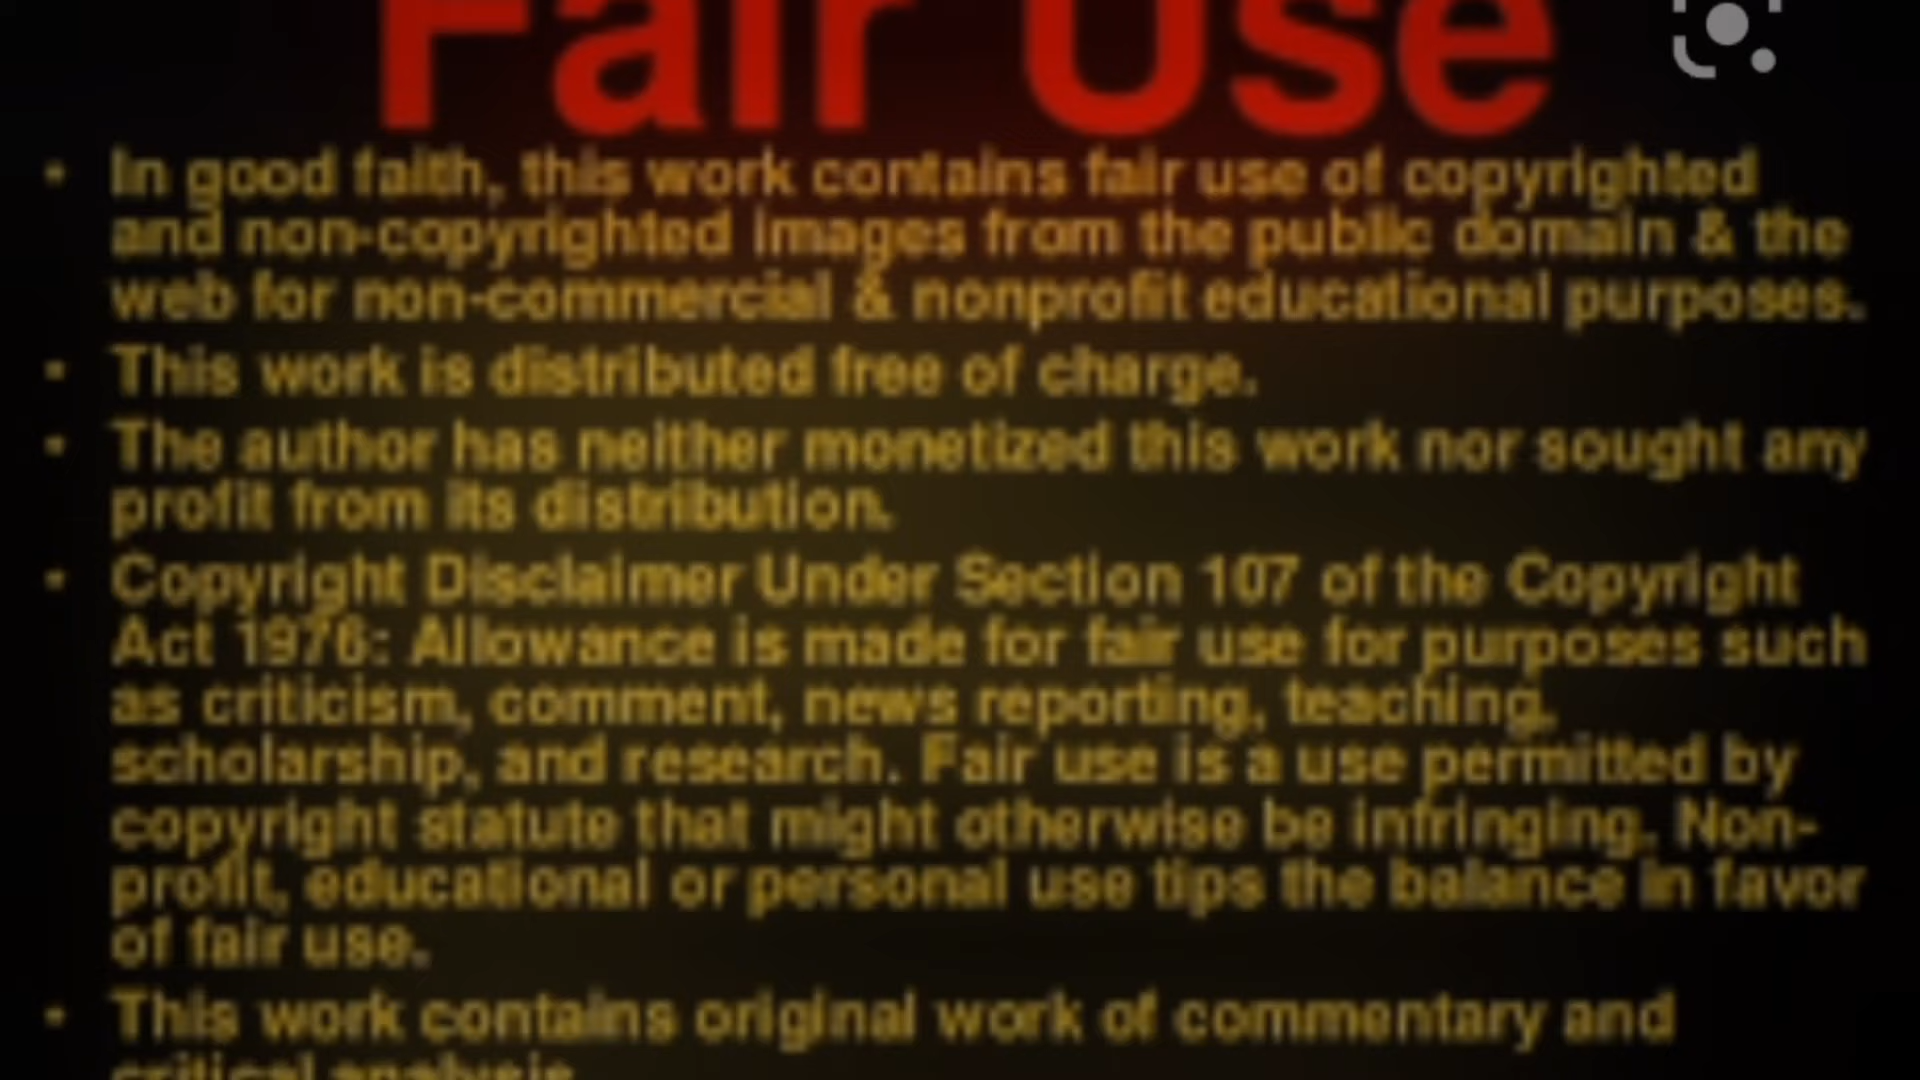 Fair Use
• In good faith, this work contains fair use of copyrighted
and non-copyrighted images from the public domain & the
web for non-commercial & nonprofit educational purposes.
• This work is distributed free of charge.
• The author has neither monetized this work nor sought any
profit from its distribution.
• Copyright Disclaimer Under Section 107 of the Copyright
Act 1976: Allowance is made for fair use for purposes such
as criticism, comment, news reporting, teaching,
scholarship, and research. Fair use is a use permitted by
copyright statute that might otherwise be infringing. Non-
profit, educational or personal use tips the balance in favor
of fair use.
• This work contains original work of commentary and
critical analysis